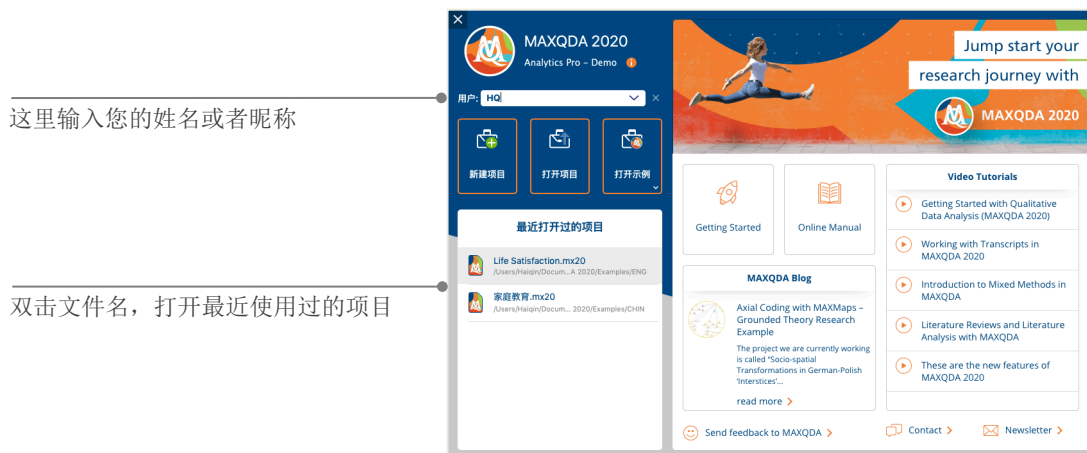 这里输入您的姓名或者昵称
双击文件名，打开最近使用过的项目
MAXQDA 2020
Analytics Pro – Demo
用户: HQ
新建项目
打开项目
打开示例
最近打开过的项目
Life Satisfaction.mx20
/Users/Haiqin/Docum...A 2020/Examples/ENG
家庭教育.mx20
/Users/Haiqin/Docum... 2020/Examples/CHIN
Jump start your
research journey with
MAXQDA 2020
Getting Started
Online Manual
MAXQDA Blog
Axial Coding with MAXMaps –
Grounded Theory Research
Example
The project we are currently working
is called "Socio-spatial
Transformations in German-Polish
'Interstices'...
read more
Video Tutorials
Getting Started with Qualitative
Data Analysis (MAXQDA 2020)
Working with Transcripts in
MAXQDA 2020
Introduction to Mixed Methods in
MAXQDA
Literature Reviews and Literature
Analysis with MAXQDA
These are the new features of
MAXQDA 2020
Send feedback to MAXQDA
Contact
Newsletter